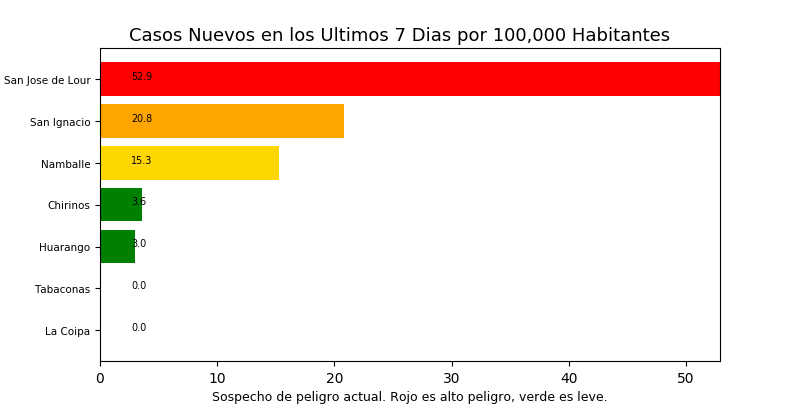 Casos Nuevos en los Ultimos 7 Dias por 100,000 Habitantes
San Jose de Lour 52.9
San Ignacio 20.8
Namballe 15.3
Chirinos 3.6
Huarango 3.0
Tabaconas 0.0
La Coipa 0.0
0 10 20 30 40 50
Sospecho de peligro actual. Rojo es alto peligro, verde es leve.